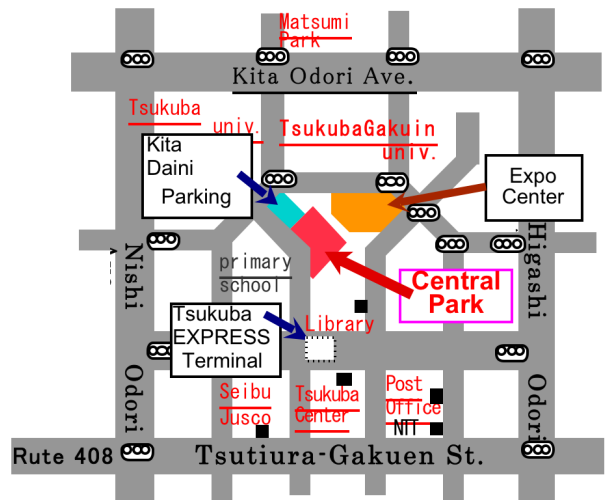 Matsumi
Park
Kita Odori Ave.
Tsukuba
univ.
TsukubaGakuin
univ.
Kita
Daini
Parking
Expo
Center
Nishi
Odori
Higashi
Odori
primary
school
Central
Park
Tsukuba
EXPRESS
Terminal
Library
Seibu
Jusco
Tsukuba
Center
Post
Office
NTT
Rute 408
Tsutiura-Gakuen St.